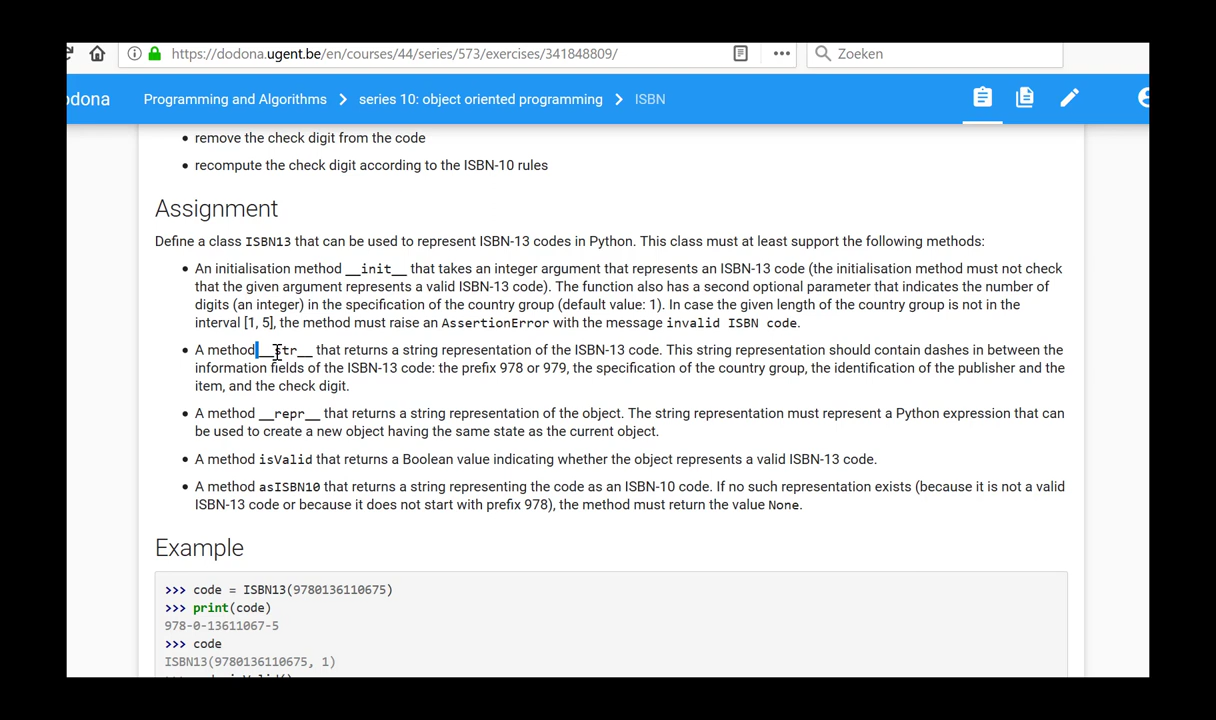 https://dodona.ugent.be/en/courses/44/series/573/exercises/341848809/
Zoeken
odona Programming and Algorithms series 10: object oriented programming ISBN
remove the check digit from the code
recompute the check digit according to the ISBN-10 rules
Assignment
Define a class ISBN13 that can be used to represent ISBN-13 codes in Python. This class must at least support the following methods:
An initialisation method __init__ that takes an integer argument that represents an ISBN-13 code (the initialisation method must not check
that the given argument represents a valid ISBN-13 code). The function also has a second optional parameter that indicates the number of
digits (an integer) in the specification of the country group (default value: 1). In case the given length of the country group is not in the
interval [1, 5], the method must raise an AssertionError with the message invalid ISBN code.
A method __str__ that returns a string representation of the ISBN-13 code. This string representation should contain dashes in between the
information fields of the ISBN-13 code: the prefix 978 or 979, the specification of the country group, the identification of the publisher and the
item, and the check digit.
A method __repr__ that returns a string representation of the object. The string representation must represent a Python expression that can
be used to create a new object having the same state as the current object.
A method isValid that returns a Boolean value indicating whether the object represents a valid ISBN-13 code.
A method asISBN10 that returns a string representing the code as an ISBN-10 code. If no such representation exists (because it is not a valid
ISBN-13 code or because it does not start with prefix 978), the method must return the value None.
Example
>>> code = ISBN13(9780136110675)
>>> print(code)
978-0-13611067-5
>>> code
ISBN13(9780136110675, 1)